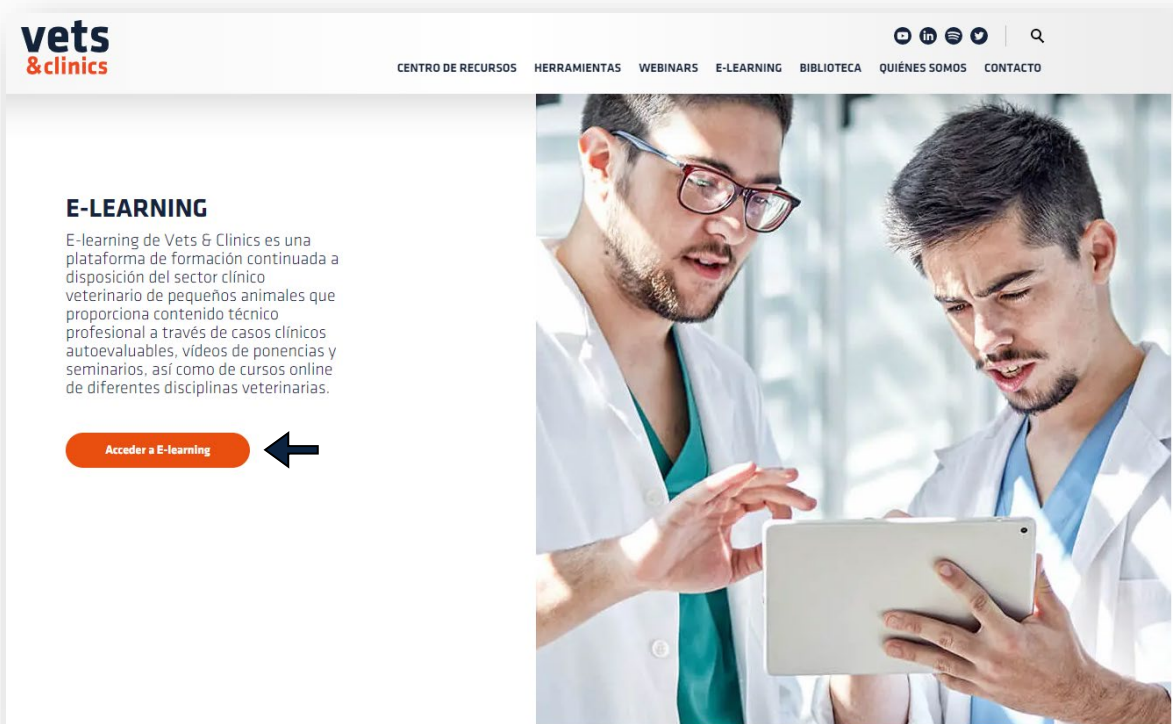 vets
&clinics
CENTRO DE RECURSOS HERRAMIENTAS WEBINARS E-LEARNING BIBLIOTECA QUIÉNES SOMOS CONTACTO
E-LEARNING
E-learning de Vets & Clinics es una
plataforma de formación continuada a
disposición del sector clínico
veterinario de pequeños animales que
proporciona contenido técnico
profesional a través de casos clínicos
autoevaluables, vídeos de ponencias y
seminarios, así como de cursos online
de diferentes disciplinas veterinarias.
Acceder a E-learning